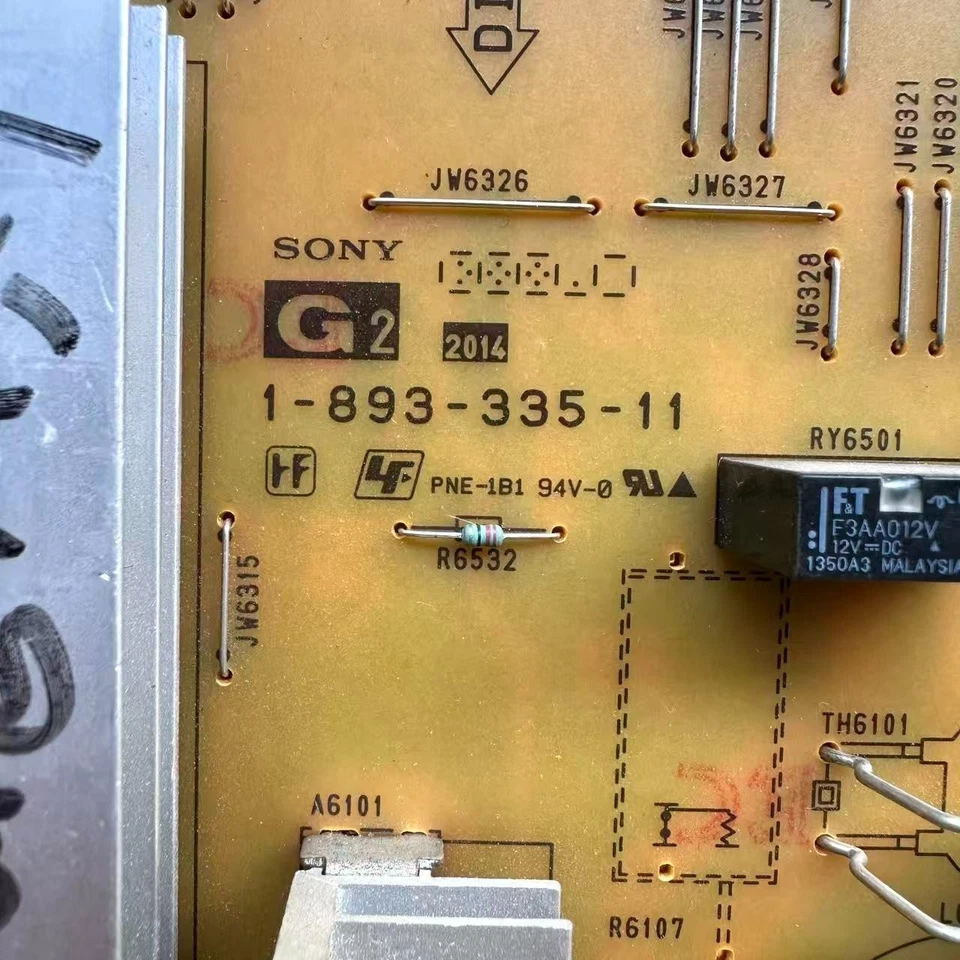 DI
JW6321
JW6320
JW6326
JW6327
SONY
JW6328
G2
2014
1-893-335-11
RY6501
PNE-1B1 94V-0
F&T
F3AA012V
12V DC
1350A3 MALAYSIA
R6532
JW6315
TH6101
A6101
R6107